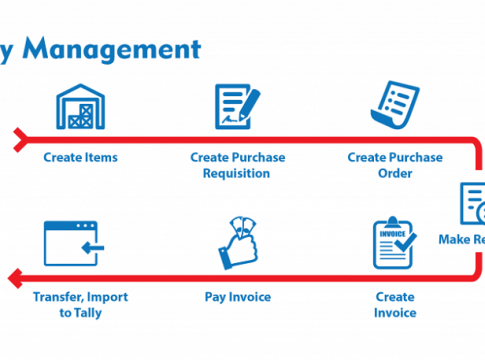 y Management
Create Items
Create Purchase
Requisition
Create Purchase
Order
Make Re
INVOICE
Create
Invoice
Pay Invoice
Transfer, Import
to Tally